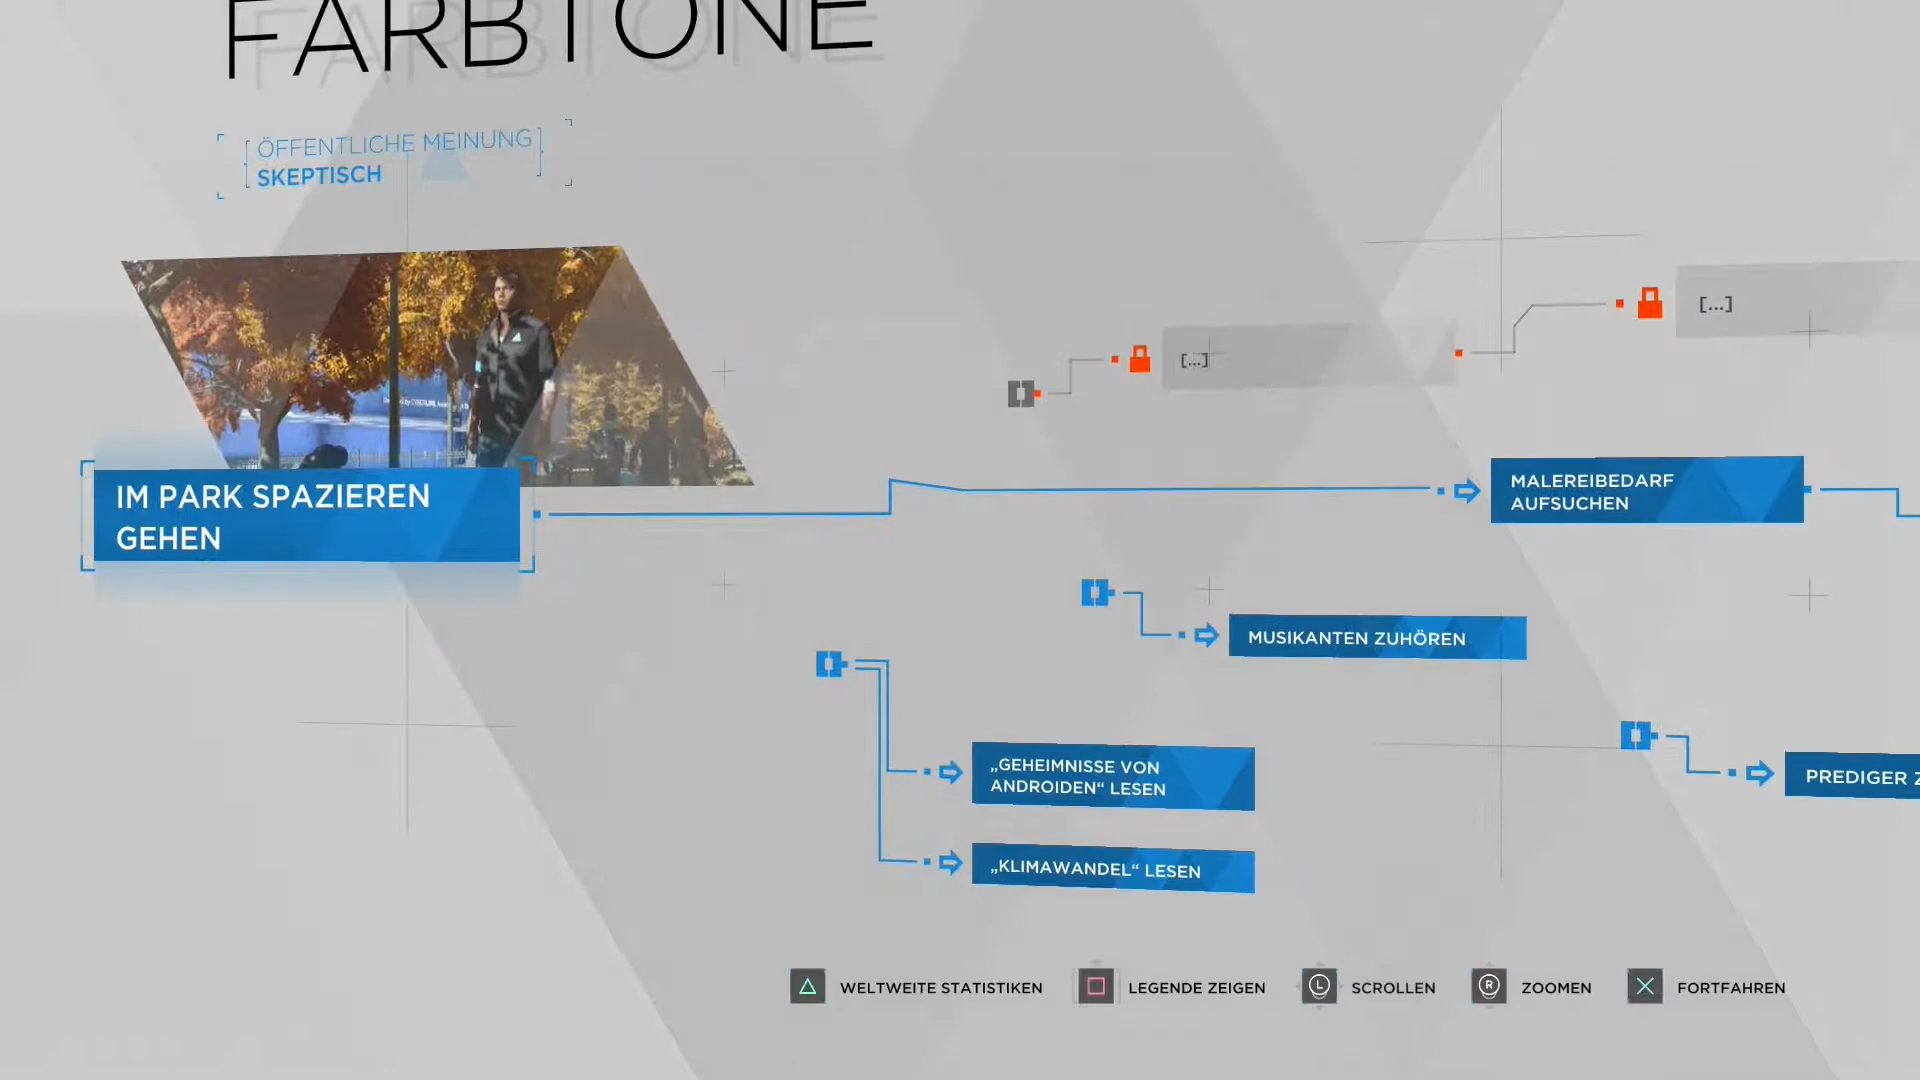 FARBTÖNE
ÖFFENTLICHE MEINUNG
SKEPTISCH
[...]
[...]
IM PARK SPAZIEREN
GEHEN
MALEREIBEDARF
AUFSUCHEN
MUSIKANTEN ZUHÖREN
„GEHEIMNISSE VON
ANDROIDEN“ LESEN
PREDIGER
„KLIMAWANDEL“ LESEN
WELTWEITE STATISTIKEN
LEGENDE ZEIGEN
L
SCROLLEN
R
ZOOMEN
FORTFAHREN